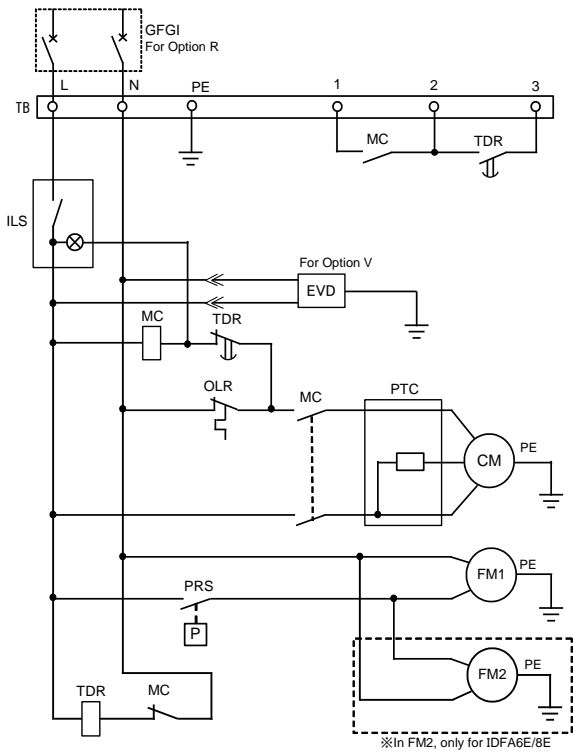 GFGI
For Option R
L N PE 1 2 3
TB
MC TDR
ILS
For Option V
EVD
MC TDR
OLR MC PTC
CM PE
FM1 PE
PRS
P
FM2 PE
TDR MC
※In FM2, only for IDFA6E/8E